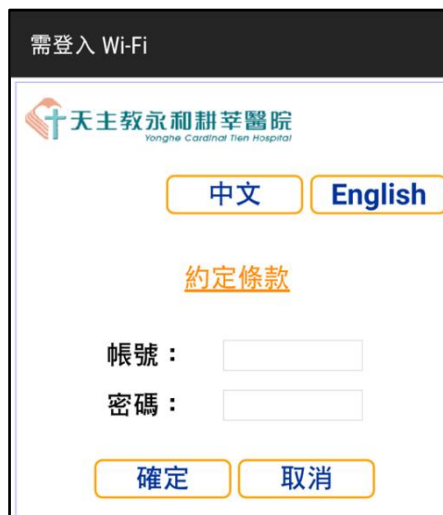 需登入 Wi-Fi
天主教永和耕莘醫院
Yonghe Cardinal Tien Hospital
中文 English
約定條款
帳號：
密碼：
確定 取消